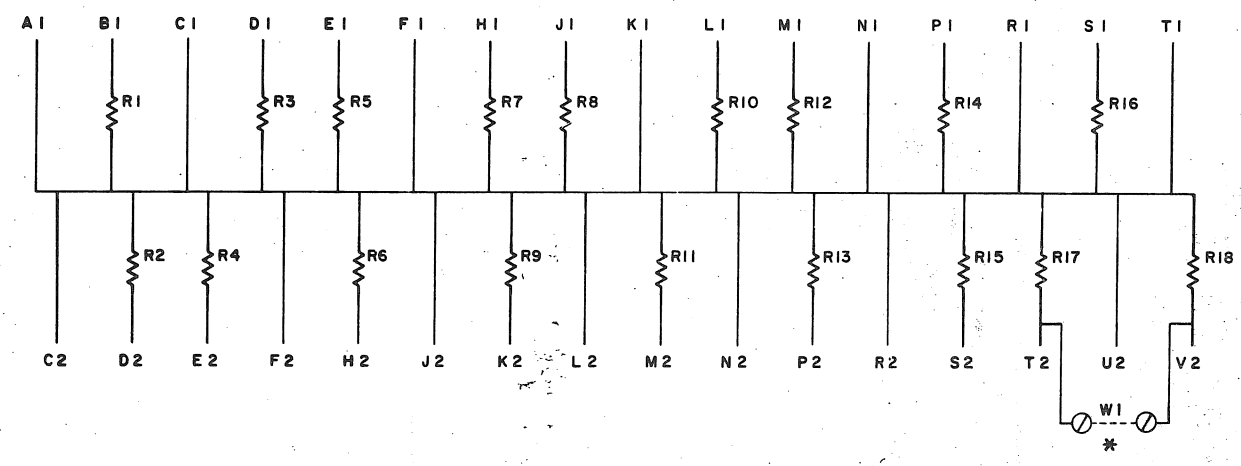 A1 B1 C1 D1 E1 F1 H1 J1 K1 L1 M1 N1 P1 R1 S1 T1
R1 R3 R5 R7 R8 R10 R12 R14 R16
R2 R4 R6 R9 R11 R13 R15 R17 R18
C2 D2 E2 F2 H2 J2 K2 L2 M2 N2 P2 R2 S2 T2 U2 V2
W1
*